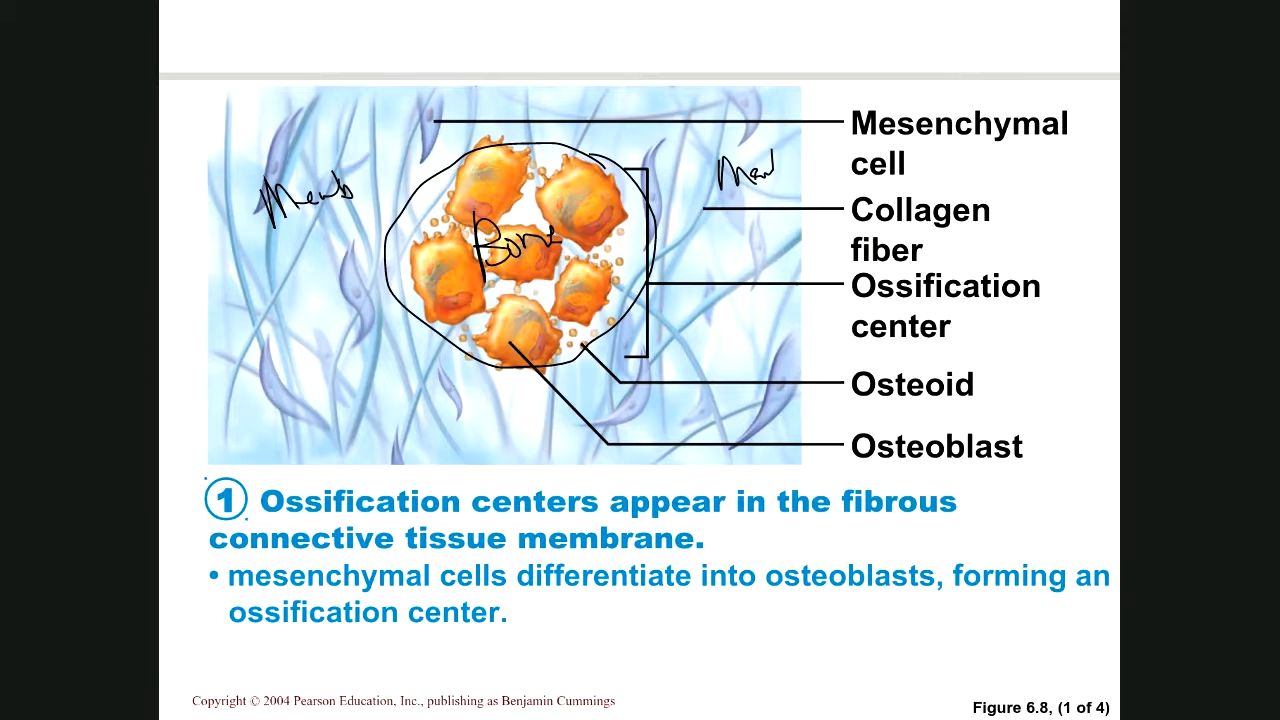 Mesenchymal
cell
Collagen
fiber
Ossification
center
Osteoid
Osteoblast
Memb
Bone
1 Ossification centers appear in the fibrous
connective tissue membrane.
• mesenchymal cells differentiate into osteoblasts, forming an
ossification center.
Copyright © 2004 Pearson Education, Inc., publishing as Benjamin Cummings
Figure 6.8, (1 of 4)